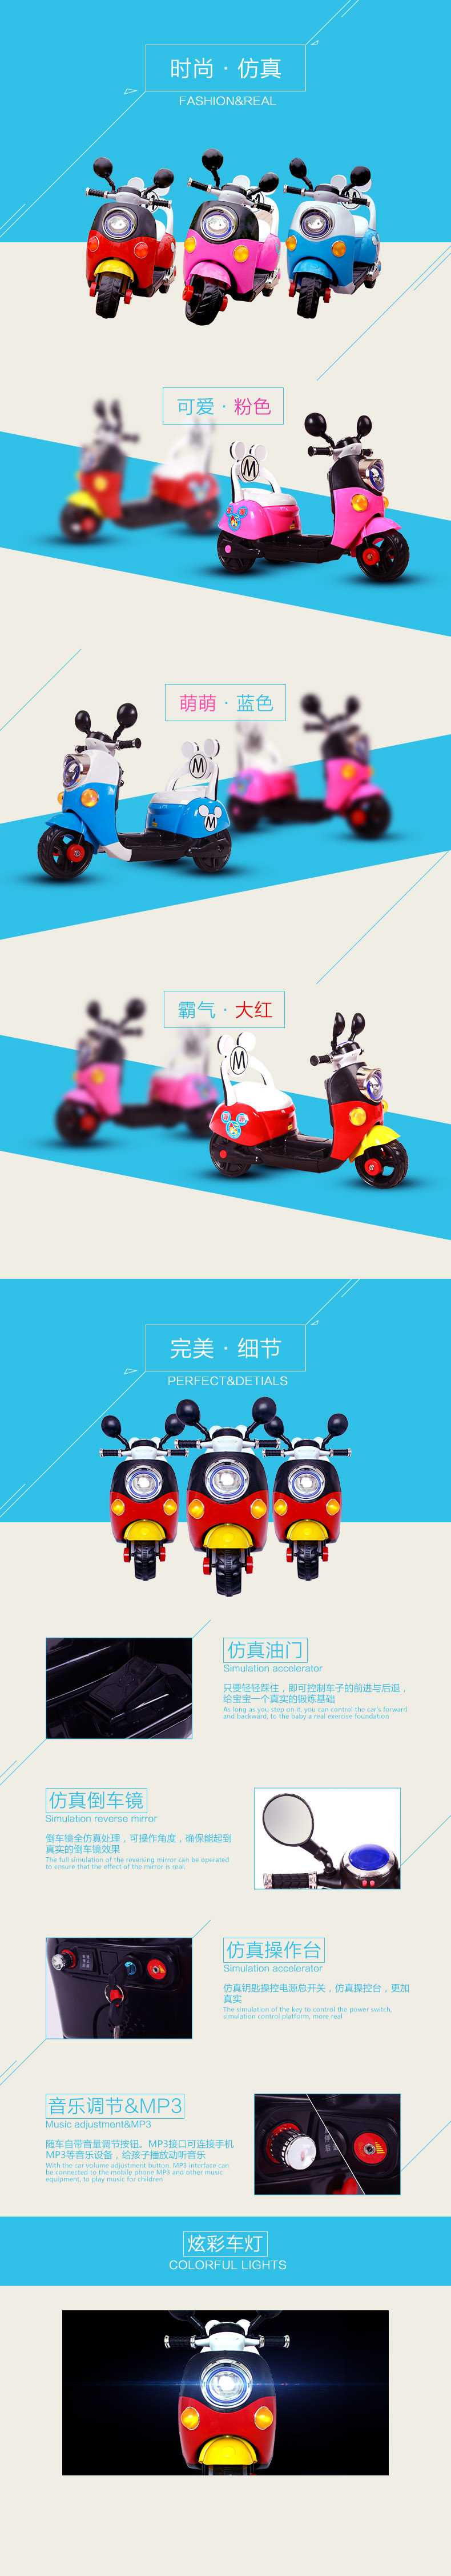 时尚·仿真
FASHION&REAL
可爱·粉色
M
萌萌·蓝色
M
M
霸气·大红
M
完美·细节
PERFECT&DETIALS
仿真油门
Simulation accelerator
只要轻轻踩住，即可控制车子的前进与后退，
给宝宝一个真实的锻炼基础
As long as you step on it, you can control the car's forward
and backward, to the baby a real exercise foundation
仿真倒车镜
Simulation reverse mirror
倒车镜全仿真处理，可操作角度，确保能起到
真实的倒车镜效果
The full simulation of the reversing mirror can be operated
to ensure that the effect of the mirror is real.
仿真操作台
Simulation accelerator
仿真钥匙操控电源总开关，仿真操控台，更加
真实
The simulation of the key to control the power switch,
simulation control platform, more real
音乐调节&MP3
Music adjustment&MP3
随车自带音量调节按钮。MP3接口可连接手机
MP3等音乐设备，给孩子播放动听音乐
With the car volume adjustment button. MP3 interface can
be connected to the mobile phone MP3 and other music
equipment, to play music for children
炫彩车灯
COLORFUL LIGHTS